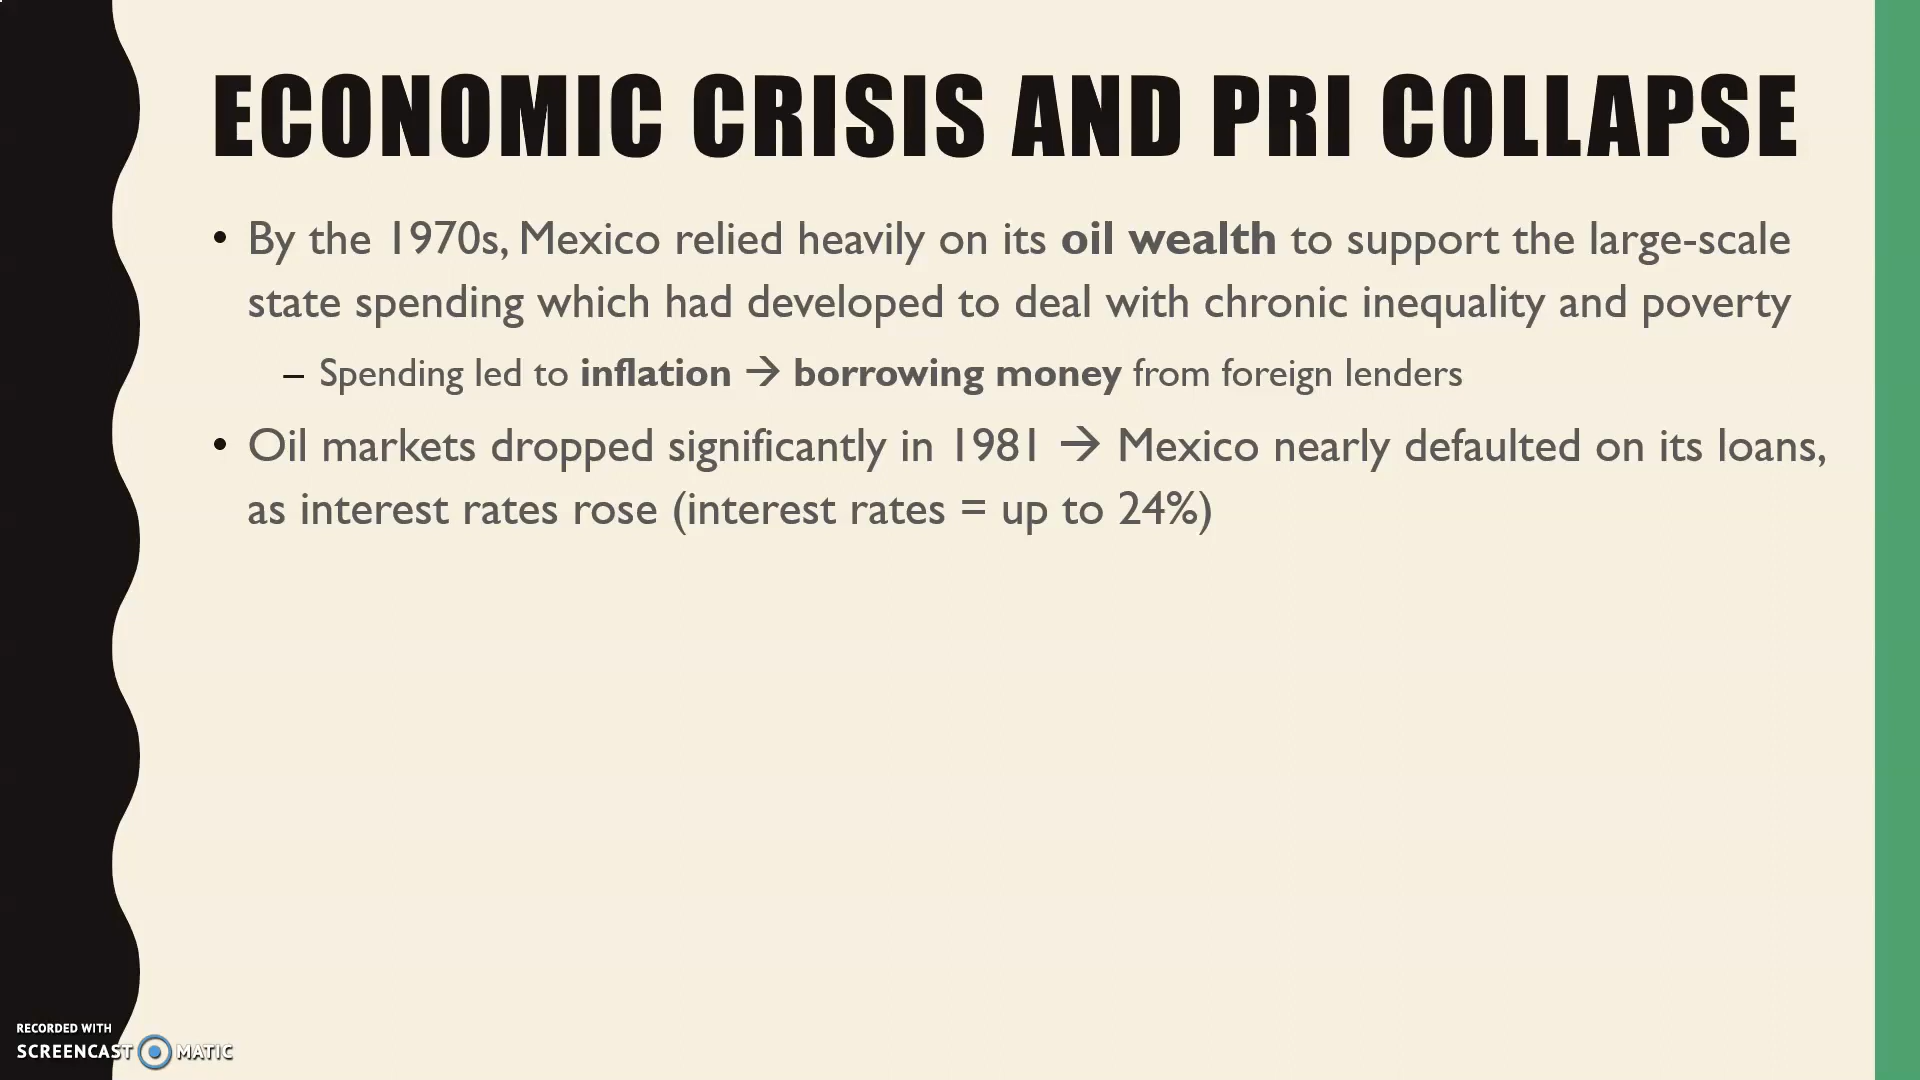 ECONOMIC CRISIS AND PRI COLLAPSE
• By the 1970s, Mexico relied heavily on its oil wealth to support the large-scale
state spending which had developed to deal with chronic inequality and poverty
– Spending led to inflation → borrowing money from foreign lenders
• Oil markets dropped significantly in 1981 → Mexico nearly defaulted on its loans,
as interest rates rose (interest rates = up to 24%)
RECORDED WITH
SCREENCAST MATIC